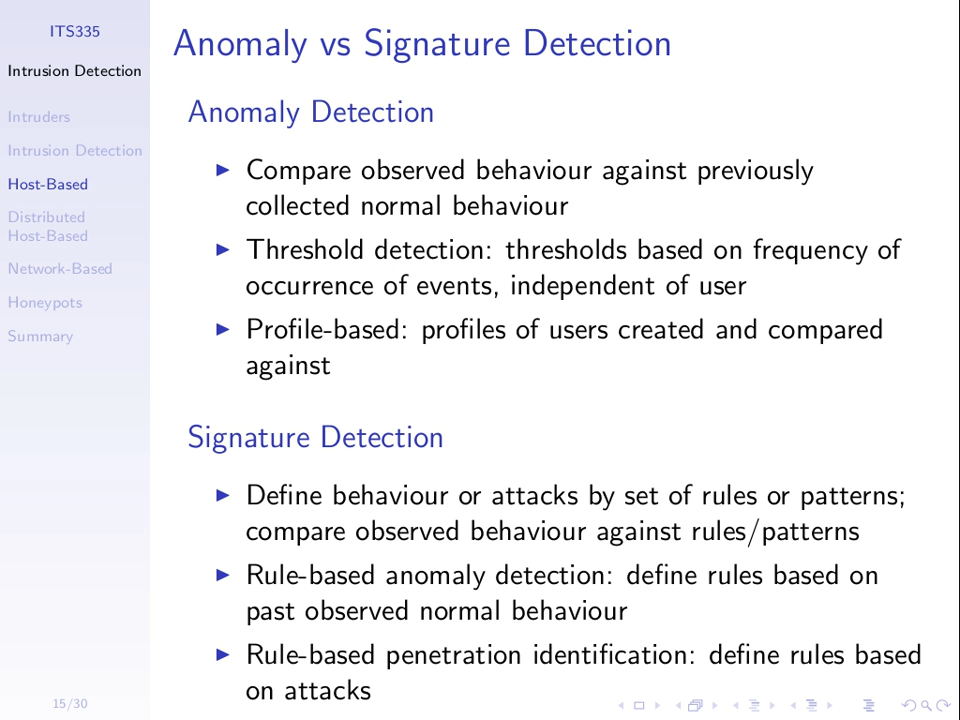 ITS335
Intrusion Detection
Intruders
Intrusion Detection
Host-Based
Distributed
Host-Based
Network-Based
Honeypots
Summary
15/30
Anomaly vs Signature Detection
Anomaly Detection
Compare observed behaviour against previously
collected normal behaviour
Threshold detection: thresholds based on frequency of
occurrence of events, independent of user
Profile-based: profiles of users created and compared
against
Signature Detection
Define behaviour or attacks by set of rules or patterns;
compare observed behaviour against rules/patterns
Rule-based anomaly detection: define rules based on
past observed normal behaviour
Rule-based penetration identification: define rules based
on attacks